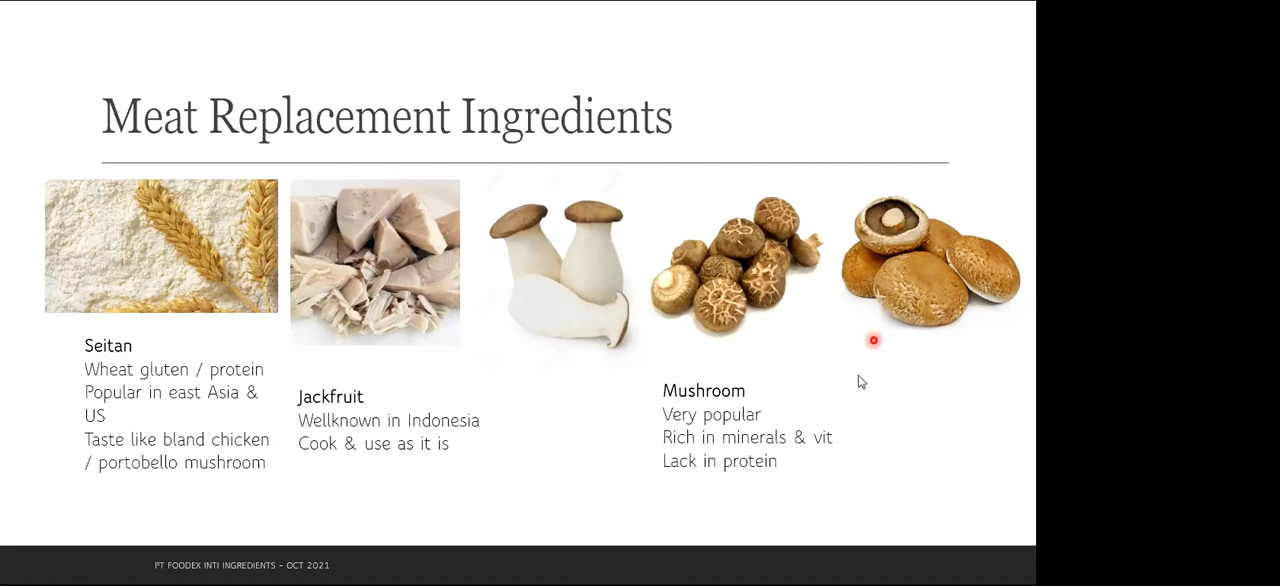 Meat Replacement Ingredients
Seitan
Wheat gluten / protein
Popular in east Asia &
US
Taste like bland chicken
/ portobello mushroom
Jackfruit
Wellknown in Indonesia
Cook & use as it is
Mushroom
Very popular
Rich in minerals & vit
Lack in protein
PT FOODEX INTI INGREDIENTS – OCT 2021